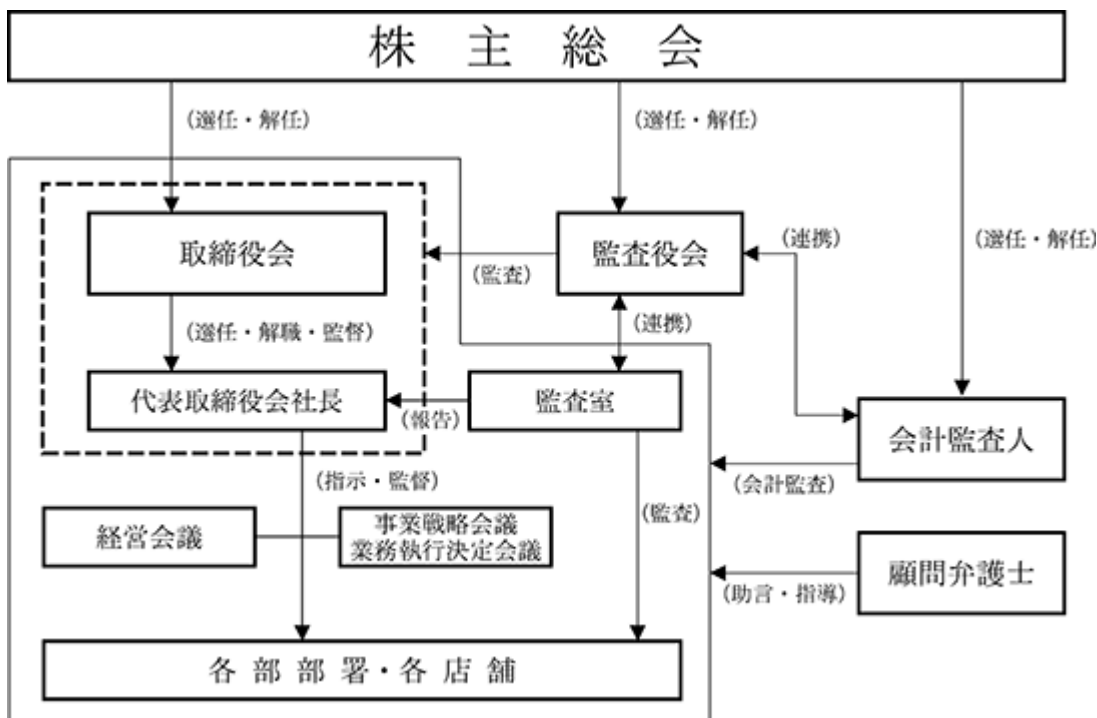 株主総会
(選任・解任)
(選任・解任)
(選任・解任)
取締役会
(監査)
監査役会
(連携)
(選任・解職・監督)
(連携)
代表取締役会社長
(報告)
監査室
会計監査人
(指示・監督)
(会計監査)
(監査)
経営会議
事業戦略会議
業務執行決定会議
顧問弁護士
(助言・指導)
各部部署・各店舗